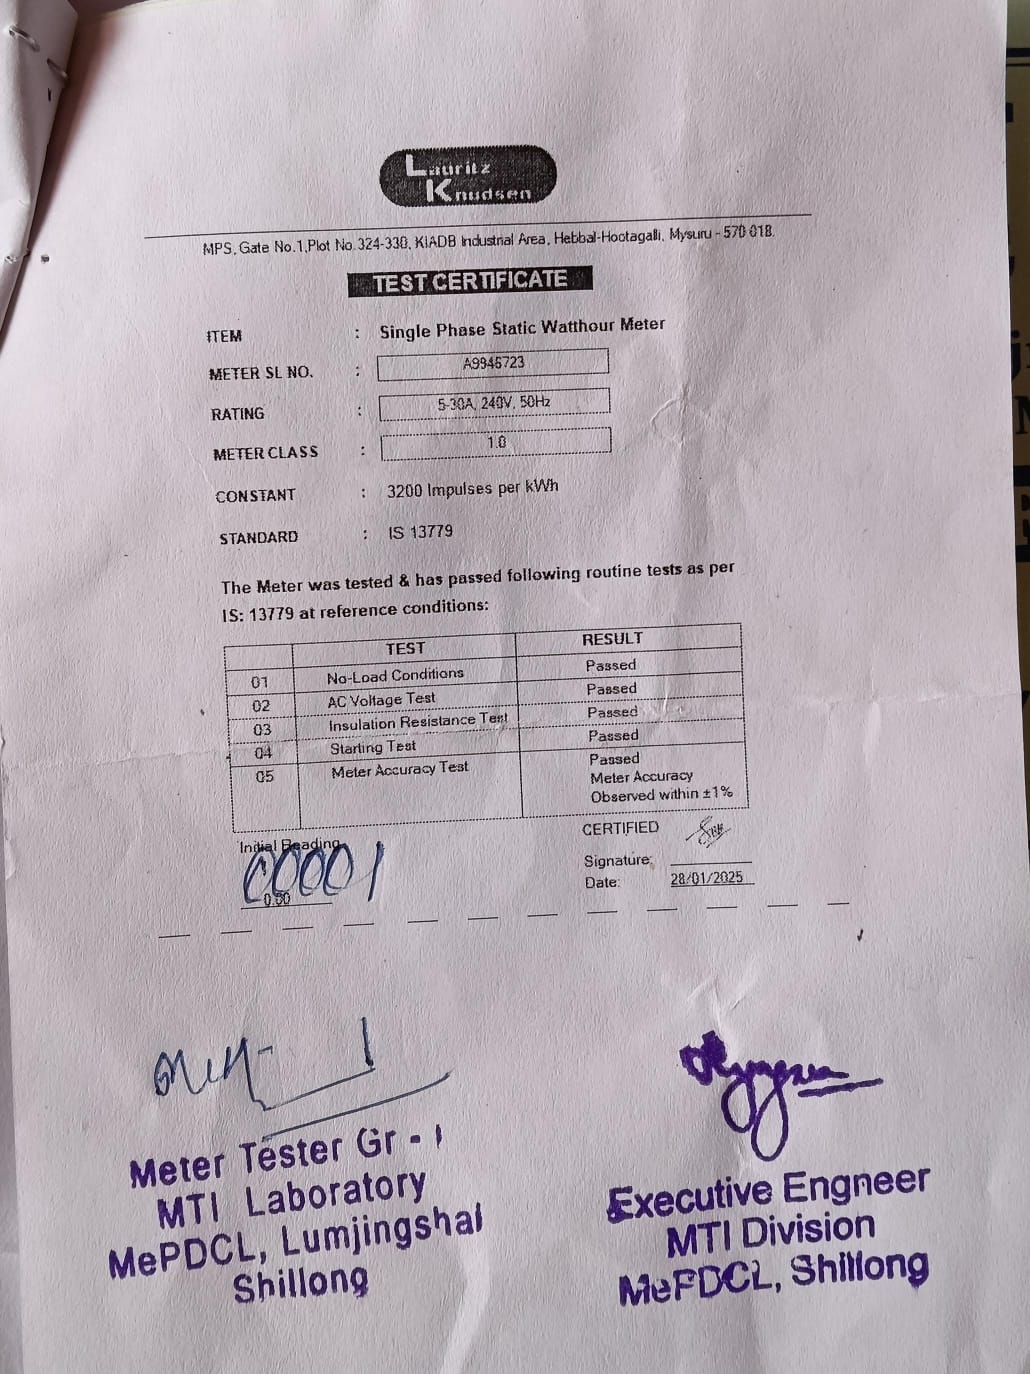 Lauritz
Knudsen
MPS, Gate No.1,Plot No. 324-330, KIADB Industrial Area, Hebbal-Hootagalli, Mysuru - 570 018.
TEST CERTIFICATE
ITEM : Single Phase Static Watthour Meter
METER SL NO. : A9946723
RATING : 5-30A, 240V, 50Hz
METER CLASS : 1.0
CONSTANT : 3200 Impulses per kWh
STANDARD : IS 13779
The Meter was tested & has passed following routine tests as per
IS: 13779 at reference conditions:
TEST RESULT
01 No-Load Conditions Passed
02 AC Voltage Test Passed
03 Insulation Resistance Test Passed
04 Starting Test Passed
05 Meter Accuracy Test Passed
Meter Accuracy
Observed within ±1%
Initial Reading
00001
0.00
CERTIFIED
Signature:
Date: 28/01/2025
Meter Tester Gr - I
MTI Laboratory
MePDCL, Lumjingshai
Shillong
Executive Engneer
MTI Division
MePDCL, Shillong